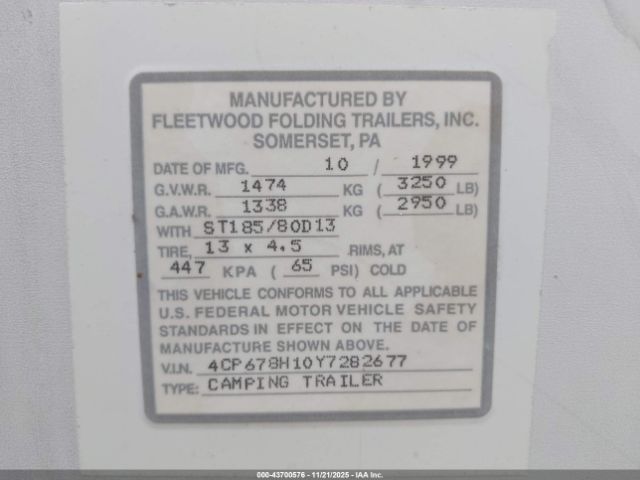 MANUFACTURED BY
FLEETWOOD FOLDING TRAILERS, INC.
SOMERSET, PA
DATE OF MFG. 10 / 1999
G.V.W.R. 1474 KG ( 3250 LB)
G.A.W.R. 1338 KG ( 2950 LB)
WITH ST185/80D13
TIRE, 13 x 4.5 RIMS, AT
447 KPA ( 65 PSI) COLD
THIS VEHICLE CONFORMS TO ALL APPLICABLE
U.S. FEDERAL MOTOR VEHICLE SAFETY
STANDARDS IN EFFECT ON THE DATE OF
MANUFACTURE SHOWN ABOVE.
V.I.N. 4CP678H10Y7282677
TYPE: CAMPING TRAILER
000-43700576 - 11/21/2025 - IAA Inc.